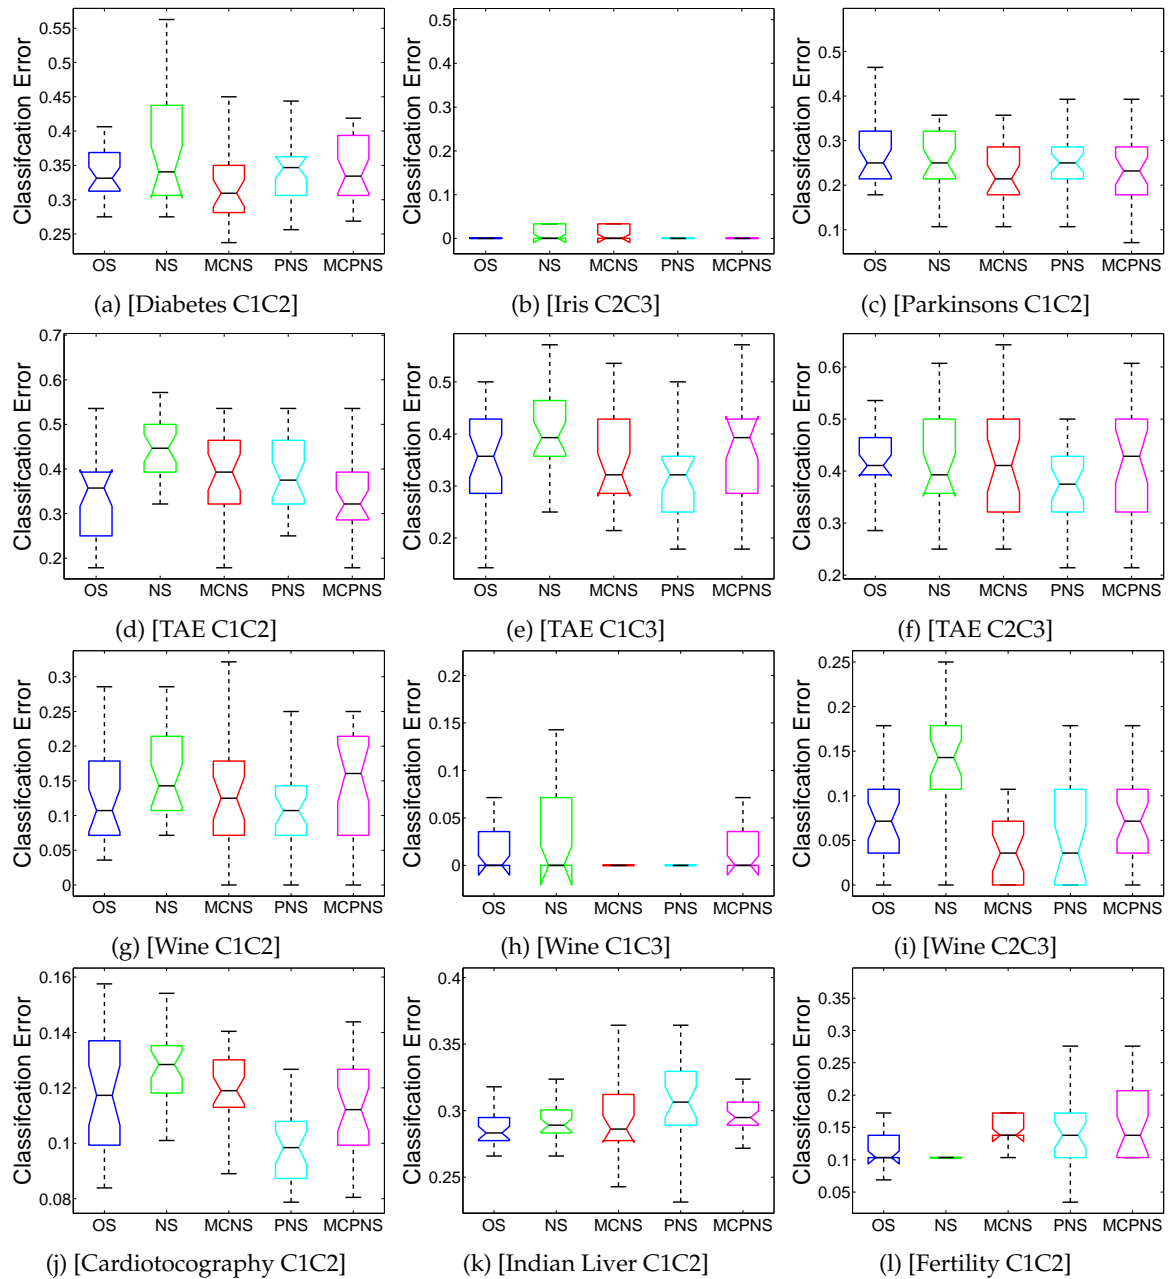 Classifcation Error
0.55
0.5
0.45
0.4
0.35
0.3
0.25
OS NS MCNS PNS MCPNS
(a) [Diabetes C1C2]
Classifcation Error
0.5
0.4
0.3
0.2
0.1
0
OS NS MCNS PNS MCPNS
(b) [Iris C2C3]
Classifcation Error
0.5
0.4
0.3
0.2
0.1
OS NS MCNS PNS MCPNS
(c) [Parkinsons C1C2]
Classifcation Error
0.7
0.6
0.5
0.4
0.3
0.2
OS NS MCNS PNS MCPNS
(d) [TAE C1C2]
Classifcation Error
0.5
0.4
0.3
0.2
OS NS MCNS PNS MCPNS
(e) [TAE C1C3]
Classifcation Error
0.6
0.5
0.4
0.3
0.2
OS NS MCNS PNS MCPNS
(f) [TAE C2C3]
Classifcation Error
0.3
0.25
0.2
0.15
0.1
0.05
0
OS NS MCNS PNS MCPNS
(g) [Wine C1C2]
Classifcation Error
0.2
0.15
0.1
0.05
0
OS NS MCNS PNS MCPNS
(h) [Wine C1C3]
Classifcation Error
0.25
0.2
0.15
0.1
0.05
0
OS NS MCNS PNS MCPNS
(i) [Wine C2C3]
Classifcation Error
0.16
0.14
0.12
0.1
0.08
OS NS MCNS PNS MCPNS
(j) [Cardiotocography C1C2]
Classifcation Error
0.4
0.35
0.3
0.25
OS NS MCNS PNS MCPNS
(k) [Indian Liver C1C2]
Classifcation Error
0.35
0.3
0.25
0.2
0.15
0.1
0.05
OS NS MCNS PNS MCPNS
(l) [Fertility C1C2]